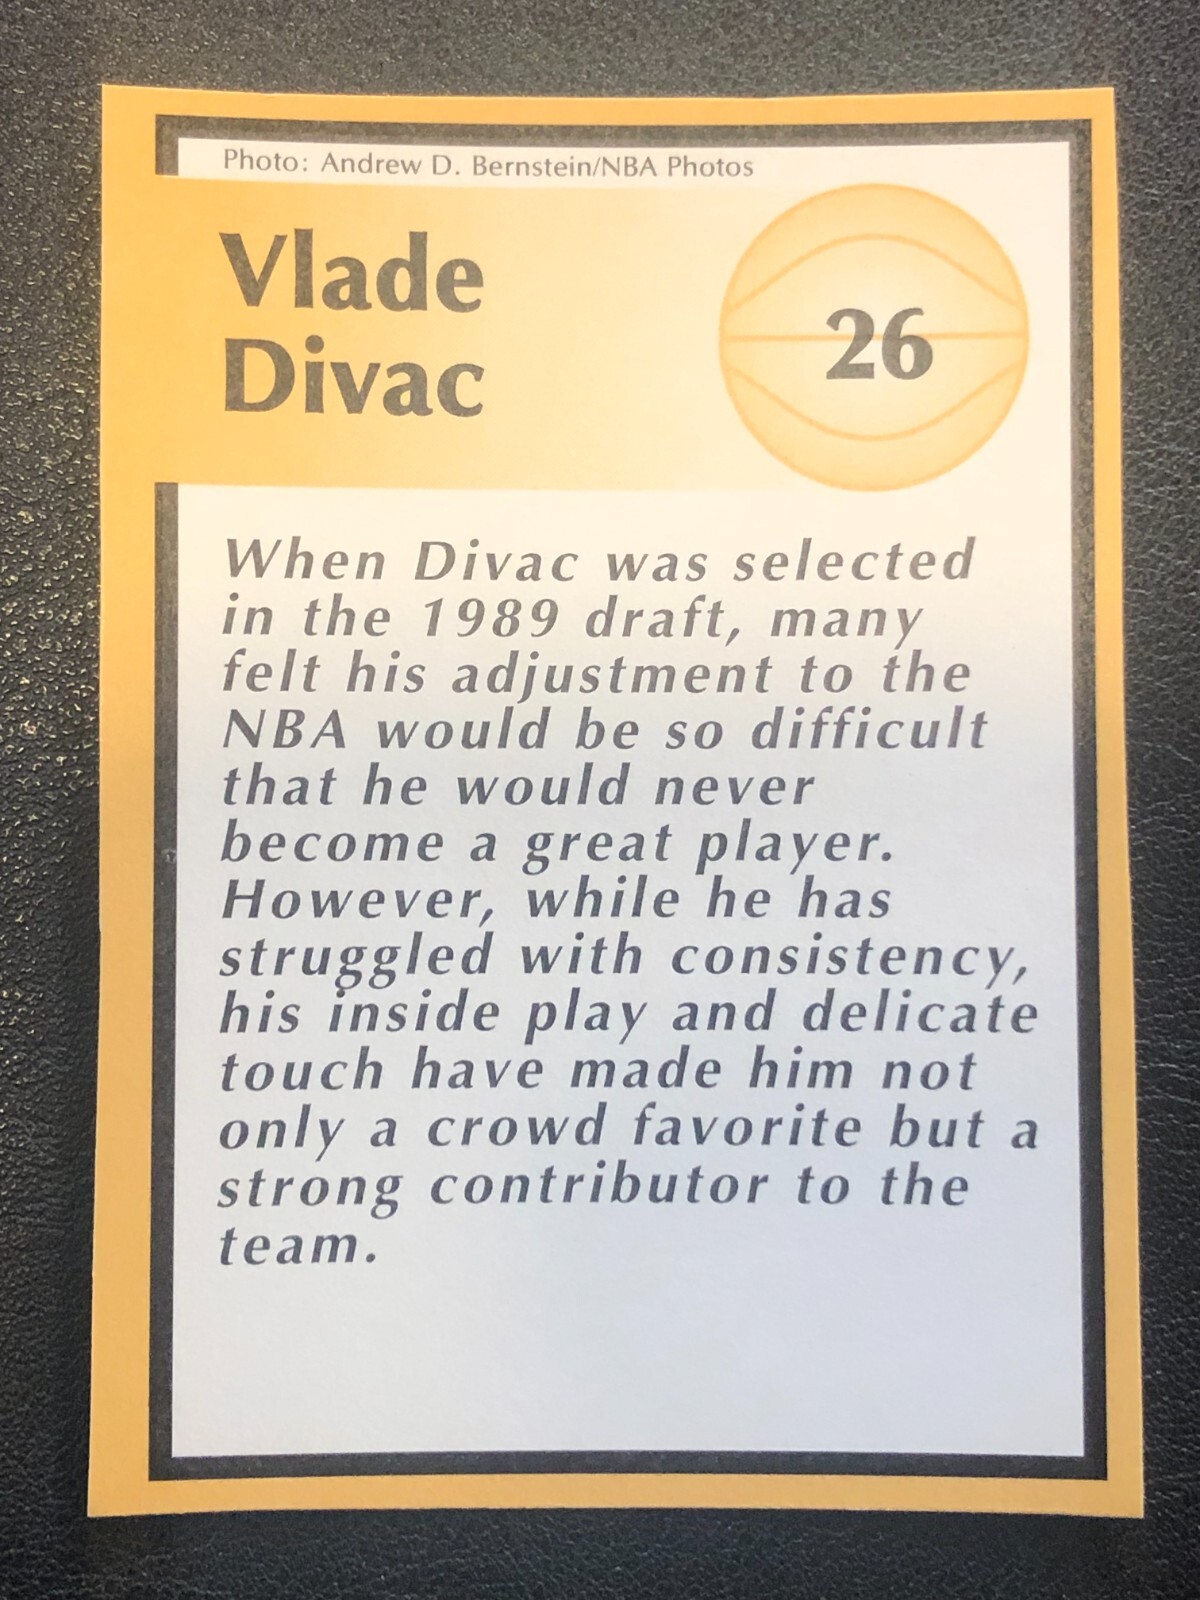 Photo: Andrew D. Bernstein/NBA Photos
Vlade
Divac
26
When Divac was selected
in the 1989 draft, many
felt his adjustment to the
NBA would be so difficult
that he would never
become a great player.
However, while he has
struggled with consistency,
his inside play and delicate
touch have made him not
only a crowd favorite but a
strong contributor to the
team.